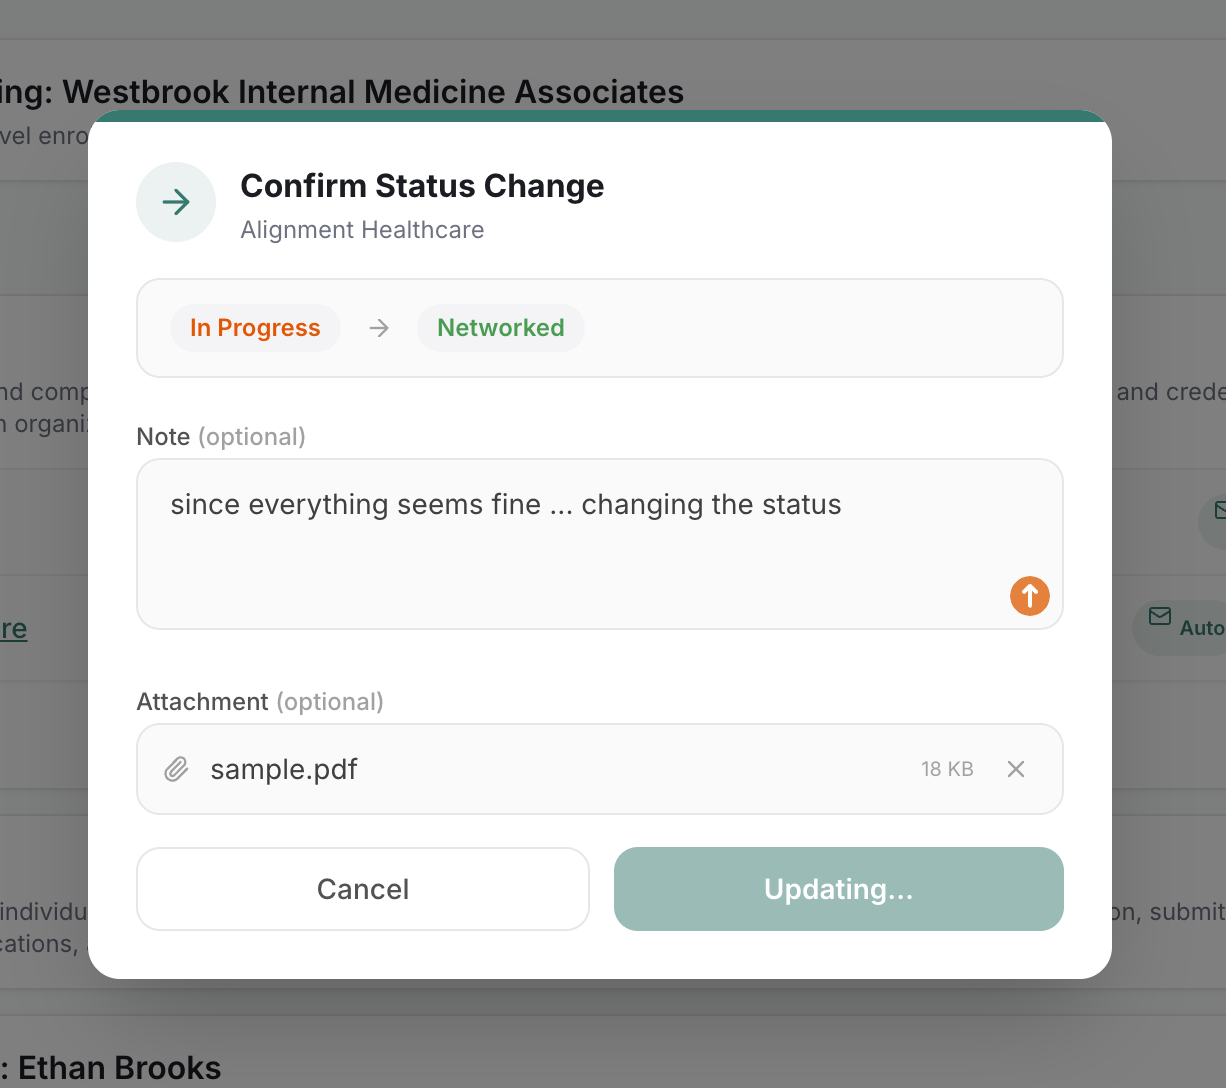 ing: Westbrook Internal Medicine Associates
vel enro
Confirm Status Change
Alignment Healthcare
In Progress → Networked
nd comp
and crede
n organiz
Note (optional)
since everything seems fine ... changing the status
re
Auto
Attachment (optional)
sample.pdf 18 KB
Cancel Updating...
individu
on, submit
cations,
: Ethan Brooks